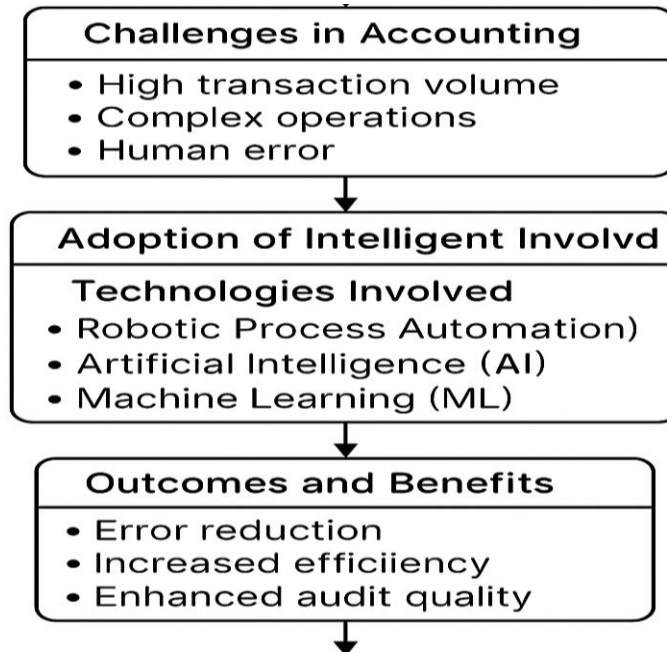 Challenges in Accounting
• High transaction volume
• Complex operations
• Human error
Adoption of Intelligent Involvd
Technologies Involved
• Robotic Process Automation)
• Artificial Intelligence (AI)
• Machine Learning (ML)
Outcomes and Benefits
• Error reduction
• Increased efficiiency
• Enhanced audit quality